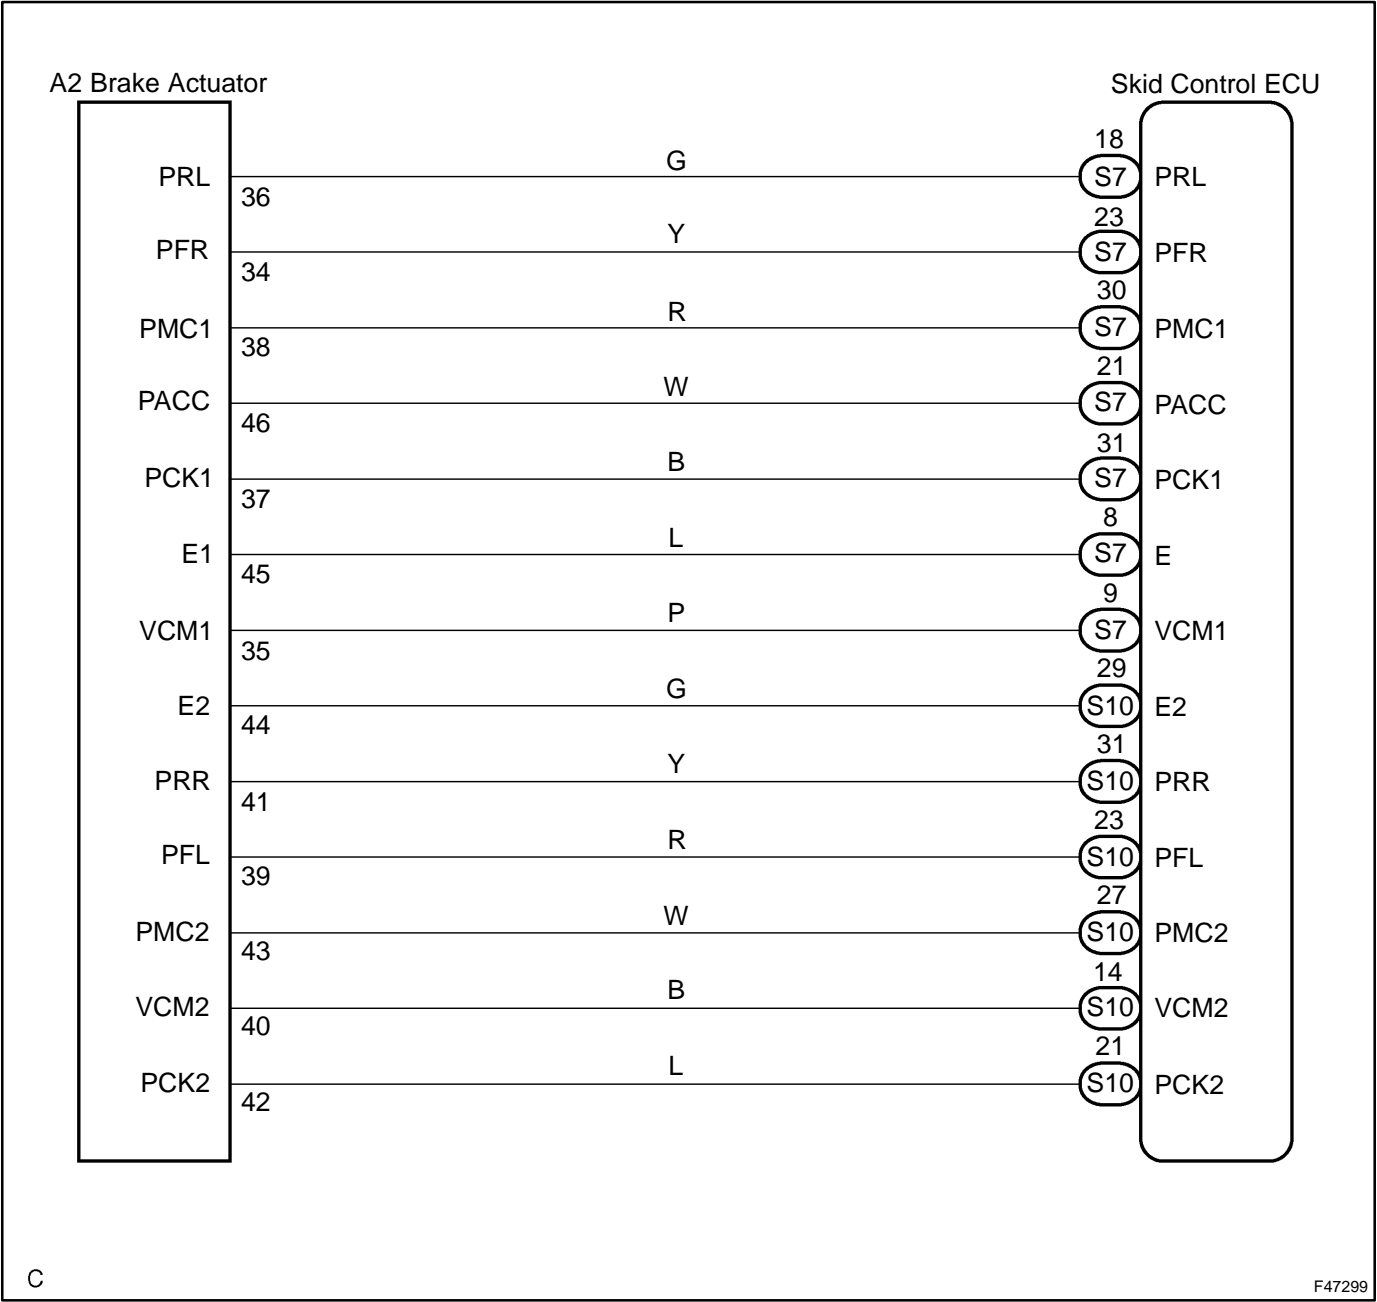 A2 Brake Actuator
Skid Control ECU
PRL 36 G 18 S7 PRL
PFR 34 Y 23 S7 PFR
PMC1 38 R 30 S7 PMC1
PACC 46 W 21 S7 PACC
PCK1 37 B 31 S7 PCK1
E1 45 L 8 S7 E
VCM1 35 P 9 S7 VCM1
E2 44 G 29 S10 E2
PRR 41 Y 31 S10 PRR
PFL 39 R 23 S10 PFL
PMC2 43 W 27 S10 PMC2
VCM2 40 B 14 S10 VCM2
PCK2 42 L 21 S10 PCK2
C
F47299